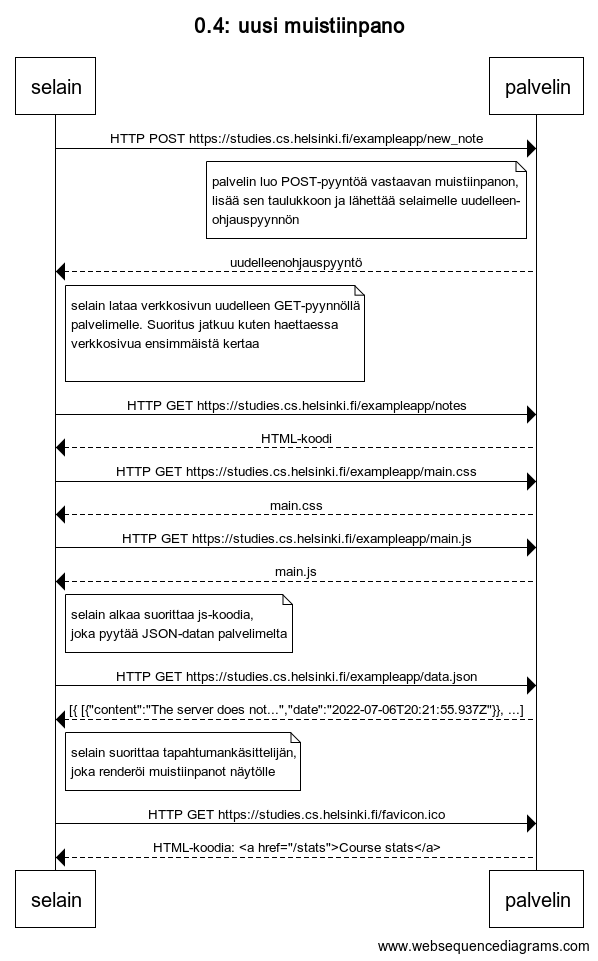 0.4: uusi muistiinpano
selain
palvelin
HTTP POST https://studies.cs.helsinki.fi/exampleapp/new_note
palvelin luo POST-pyyntöä vastaavan muistiinpanon,
lisää sen taulukkoon ja lähettää selaimelle uudelleen-
ohjauspyynnön
uudelleenohjauspyyntö
selain lataa verkkosivun uudelleen GET-pyynnöllä
palvelimelle. Suoritus jatkuu kuten haettaessa
verkkosivua ensimmäistä kertaa
HTTP GET https://studies.cs.helsinki.fi/exampleapp/notes
HTML-koodi
HTTP GET https://studies.cs.helsinki.fi/exampleapp/main.css
main.css
HTTP GET https://studies.cs.helsinki.fi/exampleapp/main.js
main.js
selain alkaa suorittaa js-koodia,
joka pyytää JSON-datan palvelimelta
HTTP GET https://studies.cs.helsinki.fi/exampleapp/data.json
[{ [{"content":"The server does not...","date":"2022-07-06T20:21:55.937Z"}}, ...]
selain suorittaa tapahtumankäsittelijän,
joka renderöi muistiinpanot näytölle
HTTP GET https://studies.cs.helsinki.fi/favicon.ico
HTML-koodia: <a href="/stats">Course stats</a>
selain
palvelin
www.websequencediagrams.com